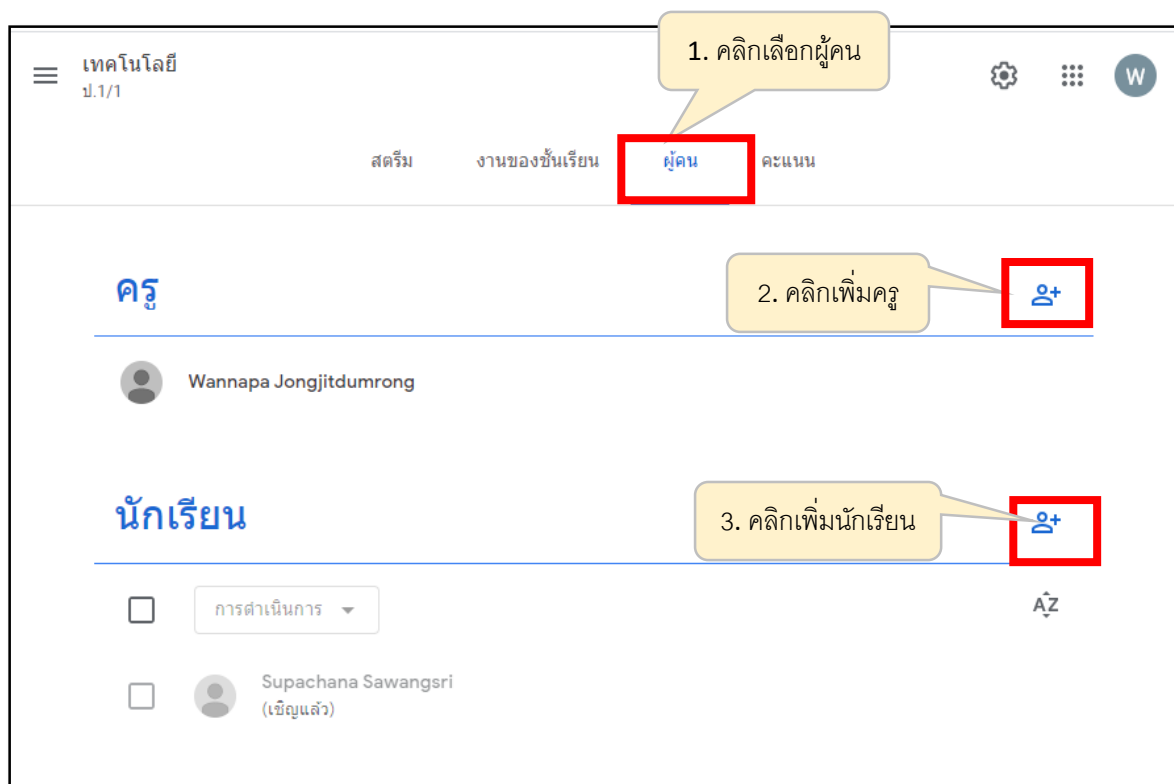 1. คลิกเลือกผู้คน
เทคโนโลยี
ป.1/1
W
สตรีม งานของชั้นเรียน ผู้คน คะแนน
ครู
2. คลิกเพิ่มครู
Wannapa Jongjitdumrong
นักเรียน
3. คลิกเพิ่มนักเรียน
การดำเนินการ
AZ
Supachana Sawangsri
(เชิญแล้ว)